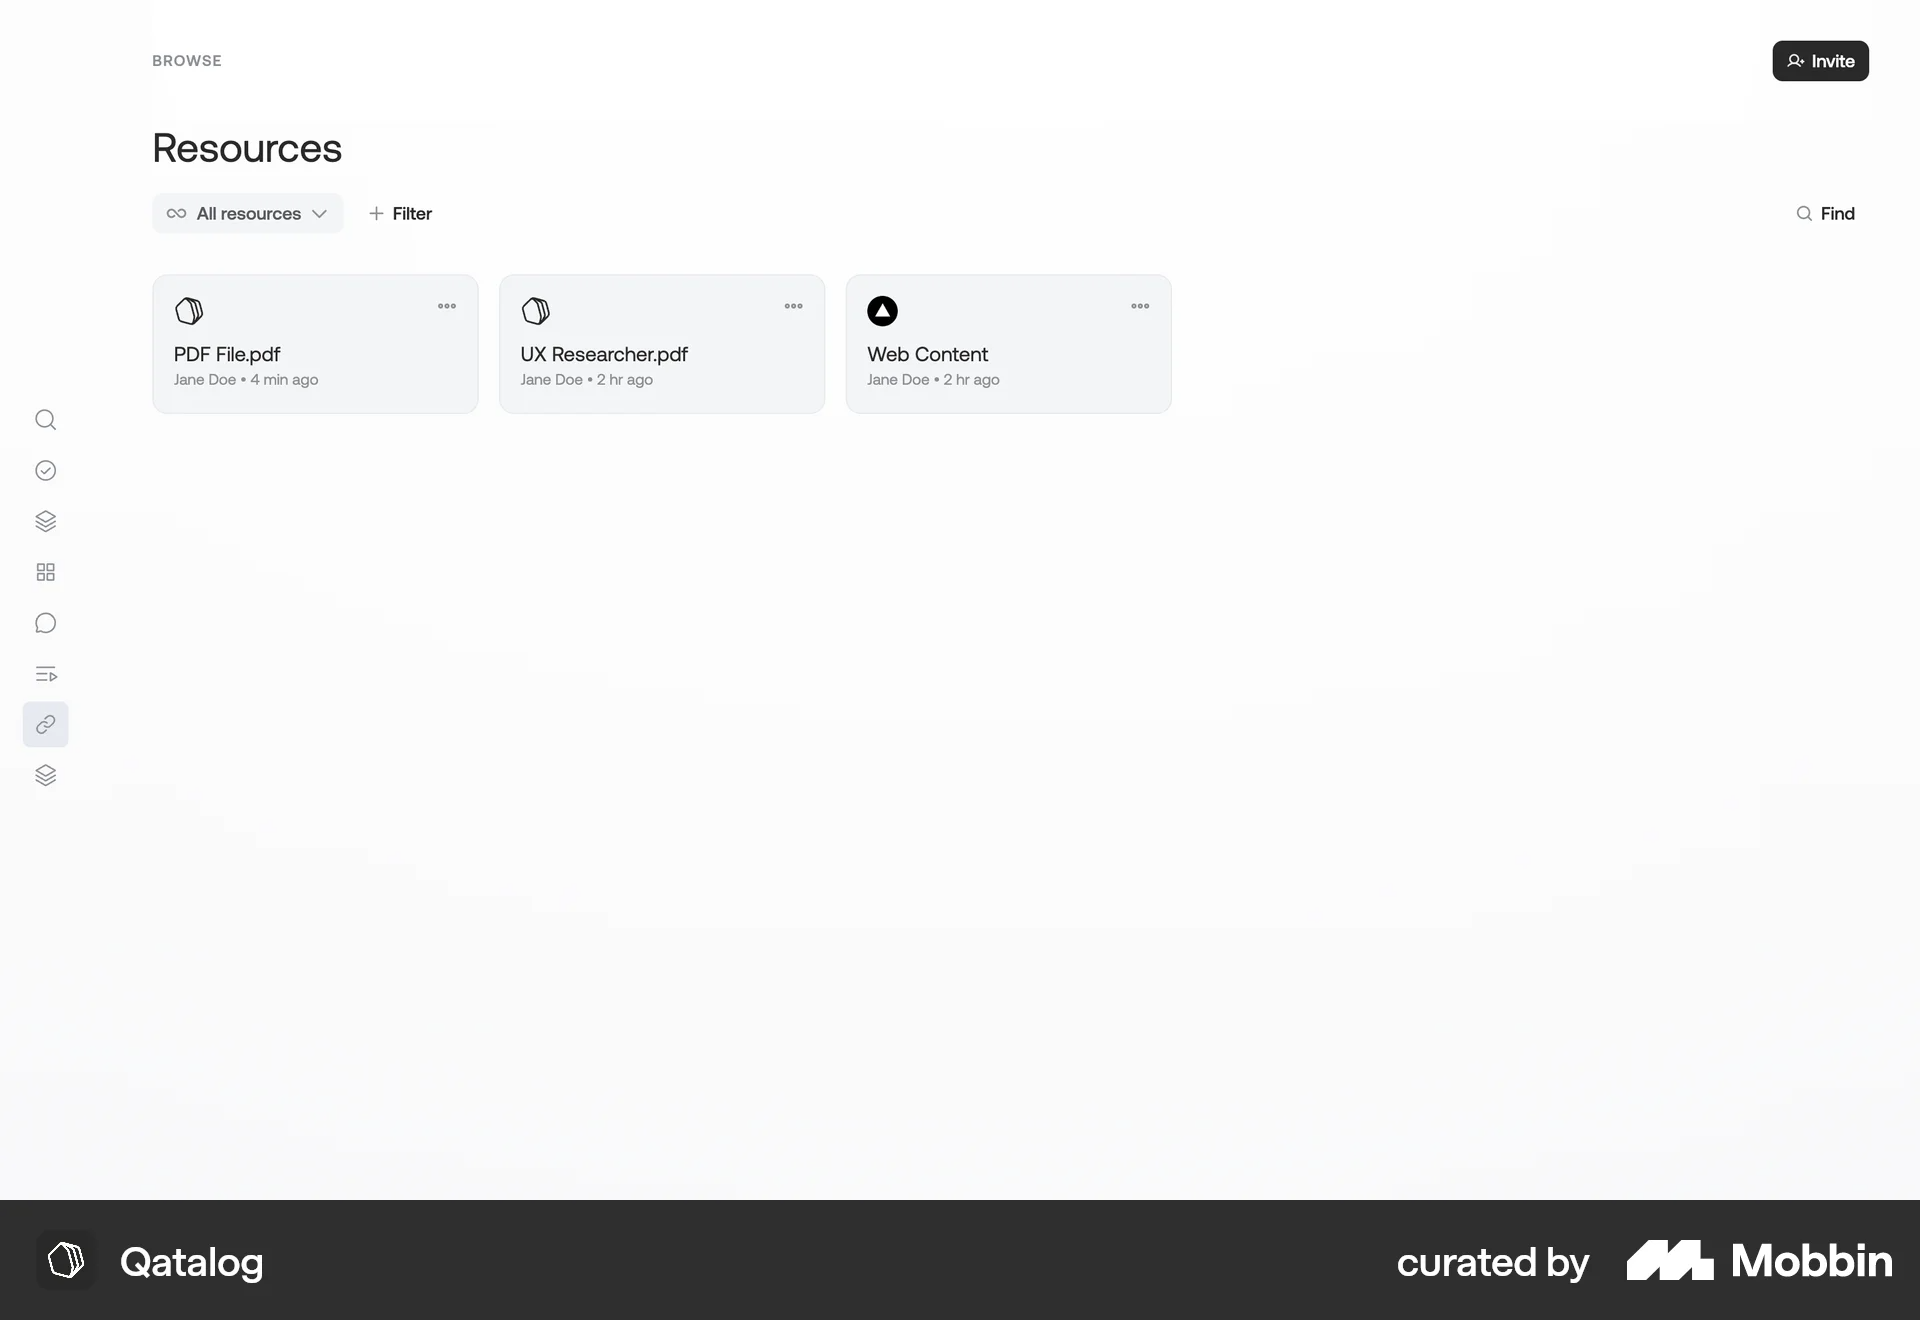 BROWSE
Invite
Resources
All resources
Filter
Find
PDF File.pdf
Jane Doe • 4 min ago
UX Researcher.pdf
Jane Doe • 2 hr ago
Web Content
Jane Doe • 2 hr ago
Qatalog
curated by
Mobbin